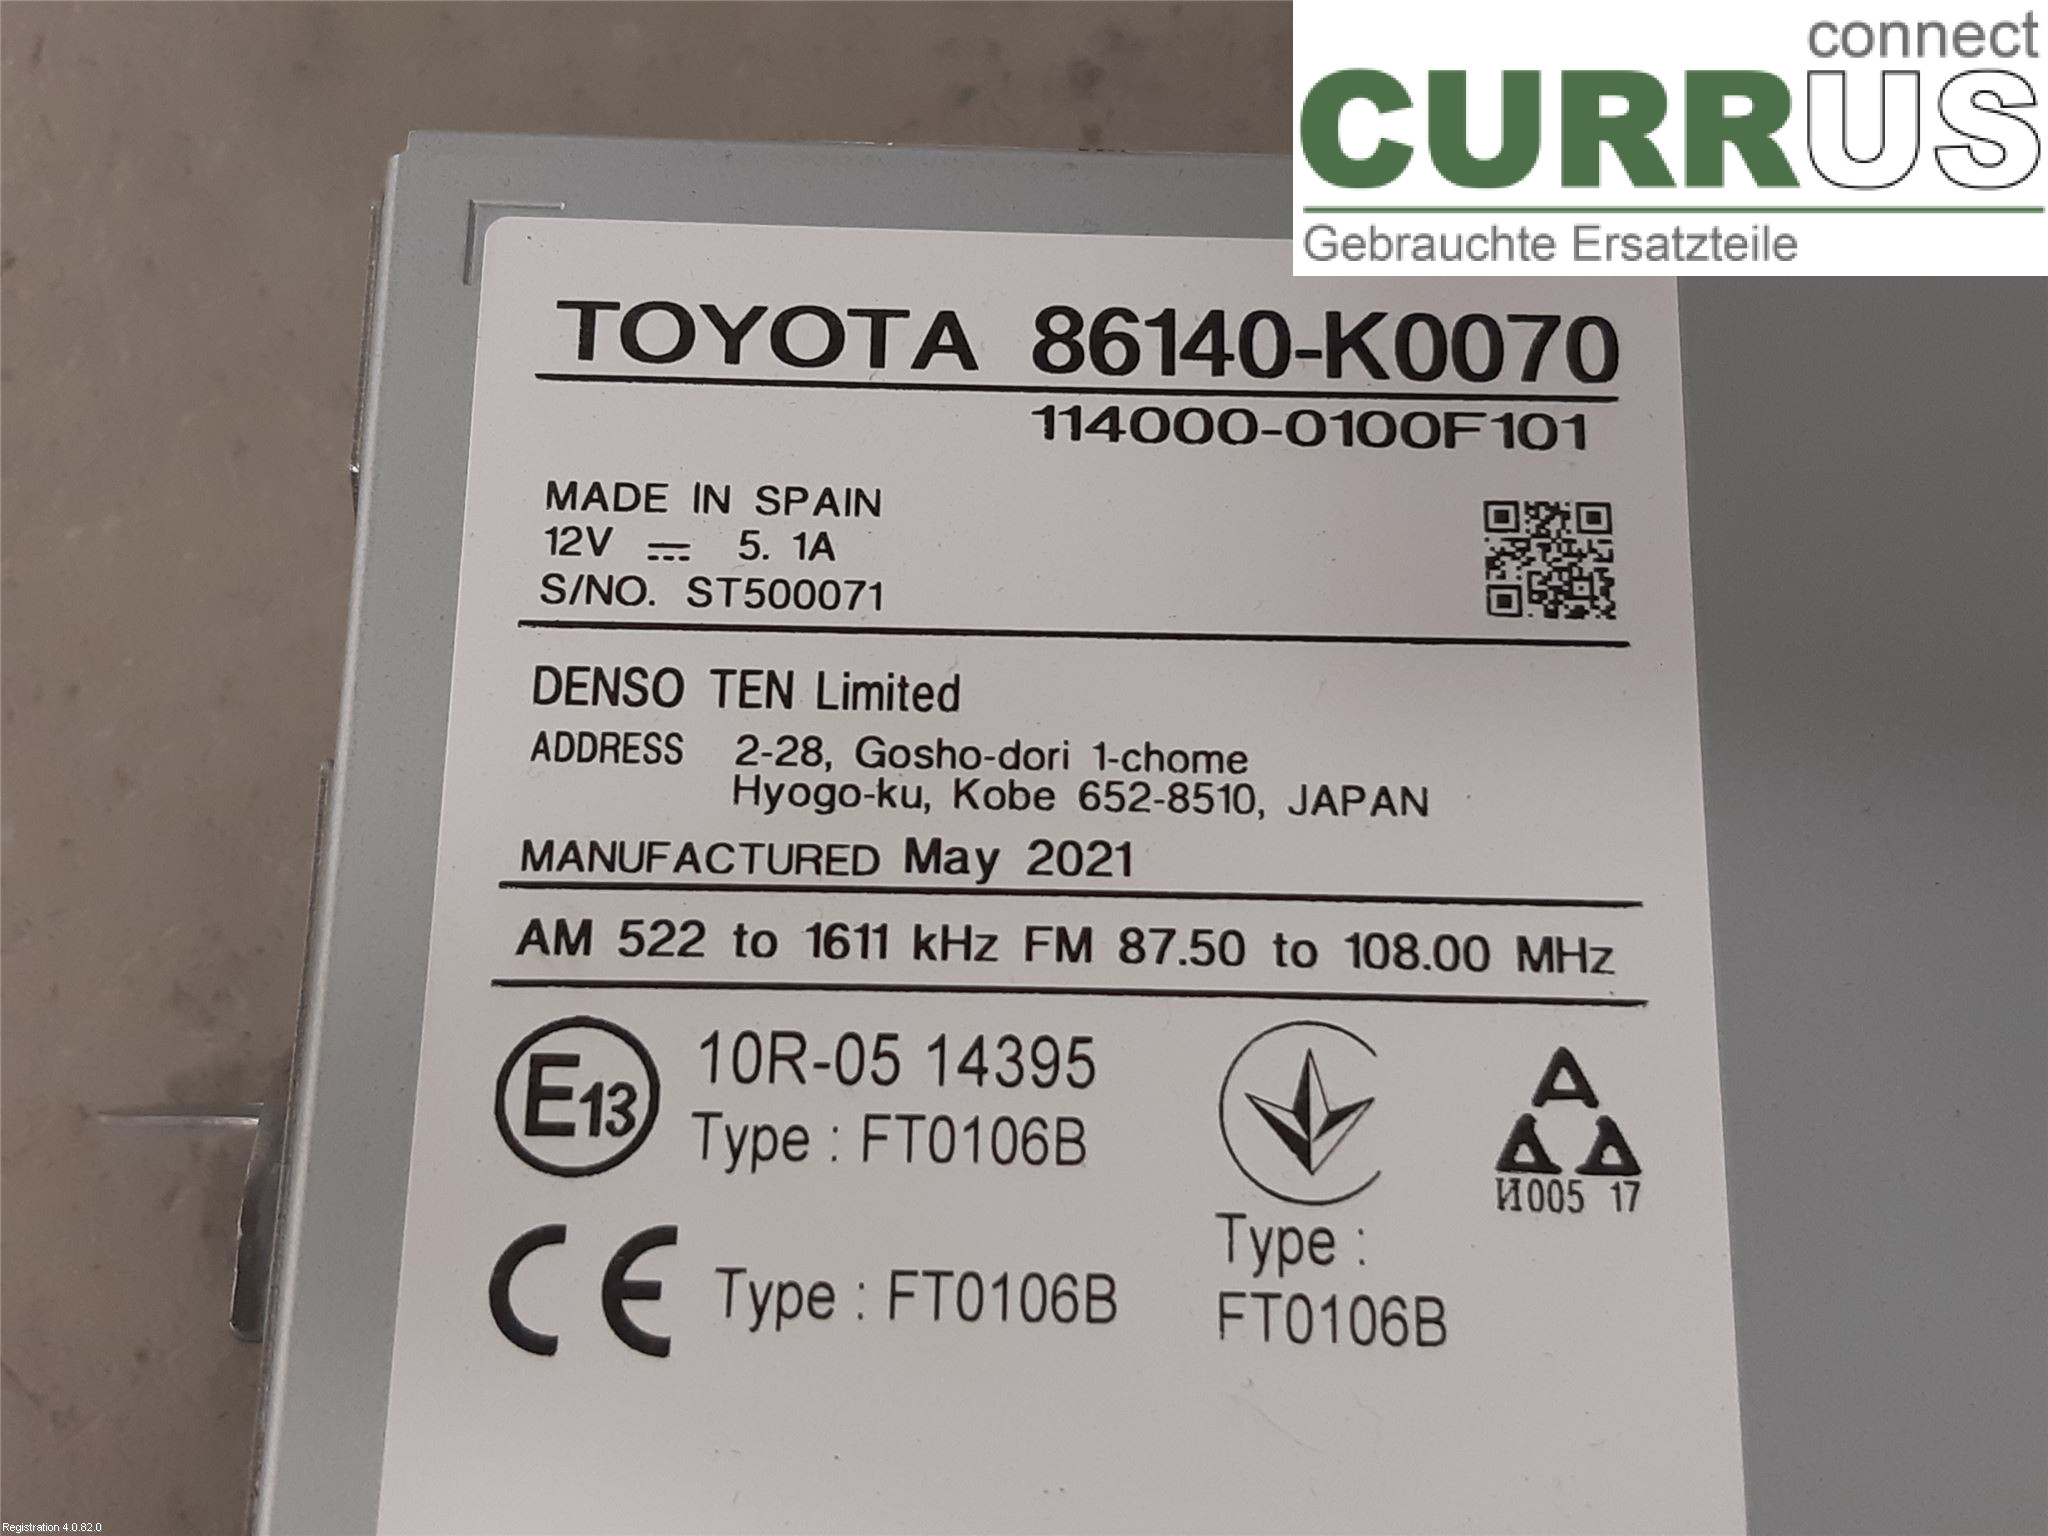 connect
CURRUS
Gebrauchte Ersatzteile
TOYOTA 86140-K0070
114000-0100F101
MADE IN SPAIN
12V 5. 1A
S/NO. ST500071
DENSO TEN Limited
ADDRESS 2-28, Gosho-dori 1-chome
Hyogo-ku, Kobe 652-8510, JAPAN
MANUFACTURED May 2021
AM 522 to 1611 kHz FM 87.50 to 108.00 MHz
E13 10R-05 14395
Type : FT0106B
A
И005 17
CE Type : FT0106B
Type :
FT0106B
Registration 4.0.82.0